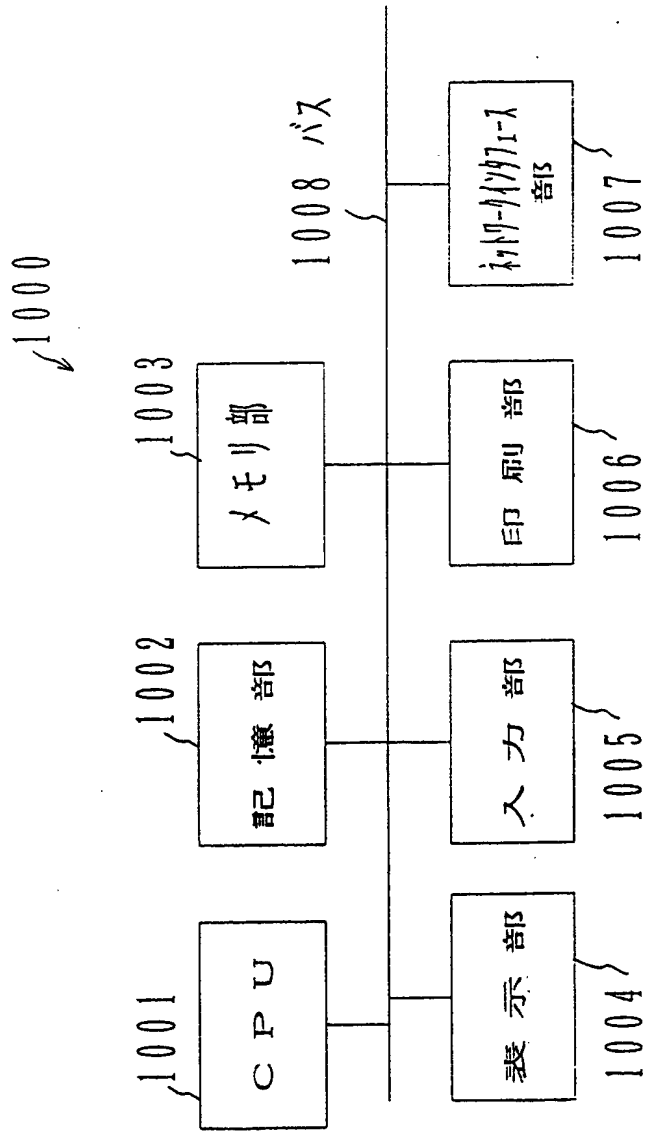 1000
1001
CPU
1002
記憶部
1003
メモリ部
1008 バス
表示部
1004
入力部
1005
印刷部
1006
ネットワークインタフェース
部
1007